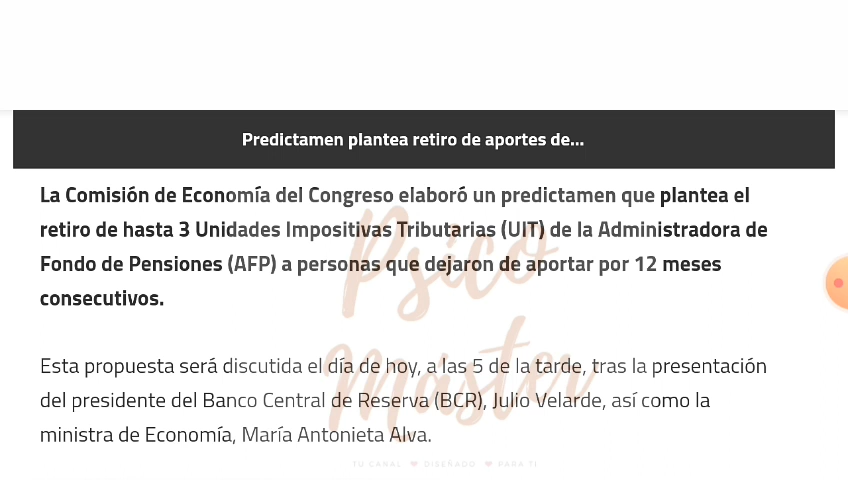 Predictamen plantea retiro de aportes de...
La Comisión de Economía del Congreso elaboró un predictamen que plantea el
retiro de hasta 3 Unidades Impositivas Tributarias (UIT) de la Administradora de
Fondo de Pensiones (AFP) a personas que dejaron de aportar por 12 meses
consecutivos.
Esta propuesta será discutida el día de hoy, a las 5 de la tarde, tras la presentación
del presidente del Banco Central de Reserva (BCR), Julio Velarde, así como la
ministra de Economía, María Antonieta Alva.
Psico
Máster
TU CANAL ❤ DISEÑADO ❤ PARA TI